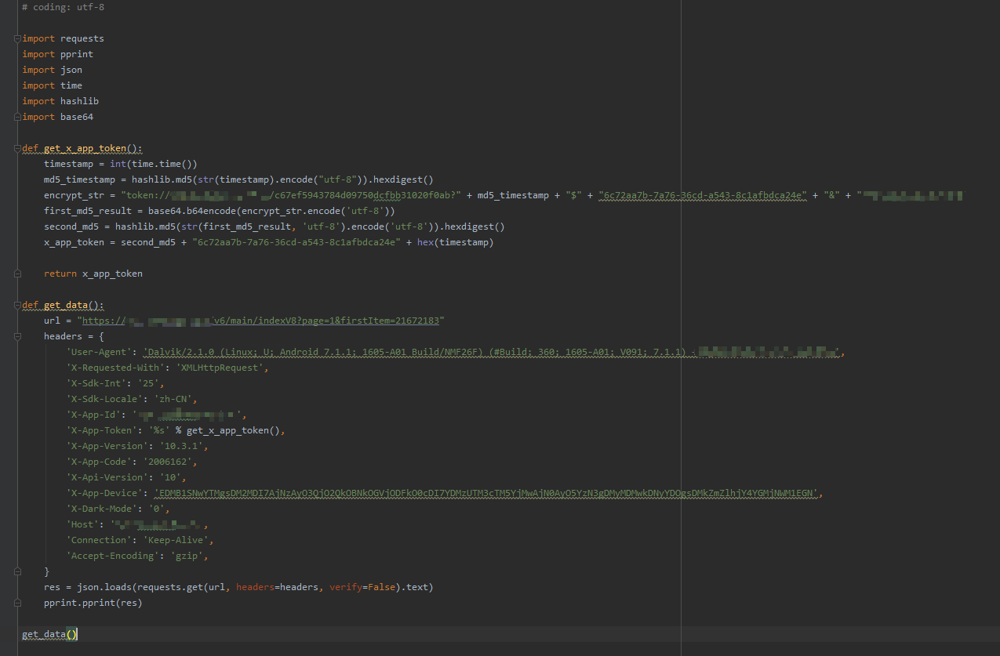 # coding: utf-8
import requests
import pprint
import json
import time
import hashlib
import base64
def get_x_app_token():
timestamp = int(time.time())
md5_timestamp = hashlib.md5(str(timestamp).encode("utf-8")).hexdigest()
encrypt_str = "token:// /c67ef5943784d09750dcfbb31020f0ab?" + md5_timestamp + "$" + "6c72aa7b-7a76-36cd-a543-8c1afbdca24e" + "&" + "
first_md5_result = base64.b64encode(encrypt_str.encode('utf-8'))
second_md5 = hashlib.md5(str(first_md5_result, 'utf-8').encode('utf-8')).hexdigest()
x_app_token = second_md5 + "6c72aa7b-7a76-36cd-a543-8c1afbdca24e" + hex(timestamp)
return x_app_token
def get_data():
url = "https:// v6/main/indexV8?page=1&firstItem=21672183"
headers = {
'User-Agent': 'Dalvik/2.1.0 (Linux; U; Android 7.1.1; 1605-A01 Build/NMF26F) (#Build; 360; 1605-A01; V091; 7.1.1) ',
'X-Requested-With': 'XMLHttpRequest',
'X-Sdk-Int': '25',
'X-Sdk-Locale': 'zh-CN',
'X-App-Id': ' ',
'X-App-Token': '%s' % get_x_app_token(),
'X-App-Version': '10.3.1',
'X-App-Code': '2006162',
'X-Api-Version': '10',
'X-App-Device': 'EDMB1SNwYTMgsDM2MDI7AjNzAyO3QjO2QkOBNkOGVjODFkO0cDI7YDMzUTM3cTM5YjMwAjN0AyO5YzN3gDMyMDMwkDNyYDOgsDMkZmZlhjY4YGMjNWM1EGN',
'X-Dark-Mode': '0',
'Host': ' ,
'Connection': 'Keep-Alive',
'Accept-Encoding': 'gzip',
}
res = json.loads(requests.get(url, headers=headers, verify=False).text)
pprint.pprint(res)
get_data()